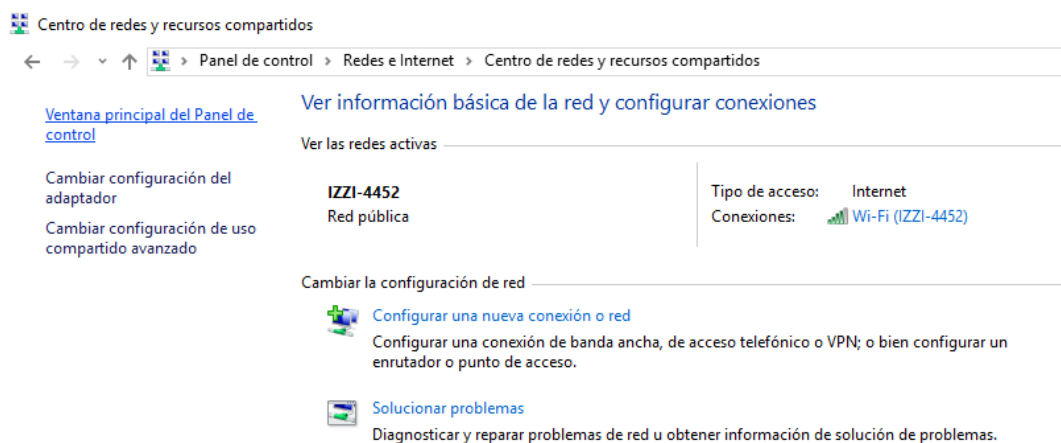 Centro de redes y recursos compartidos
Panel de control > Redes e Internet > Centro de redes y recursos compartidos
Ventana principal del Panel de
control
Cambiar configuración del
adaptador
Cambiar configuración de uso
compartido avanzado
Ver información básica de la red y configurar conexiones
Ver las redes activas
IZZI-4452
Red pública
Tipo de acceso: Internet
Conexiones: Wi-Fi (IZZI-4452)
Cambiar la configuración de red
Configurar una nueva conexión o red
Configurar una conexión de banda ancha, de acceso telefónico o VPN; o bien configurar un
enrutador o punto de acceso.
Solucionar problemas
Diagnosticar y reparar problemas de red u obtener información de solución de problemas.